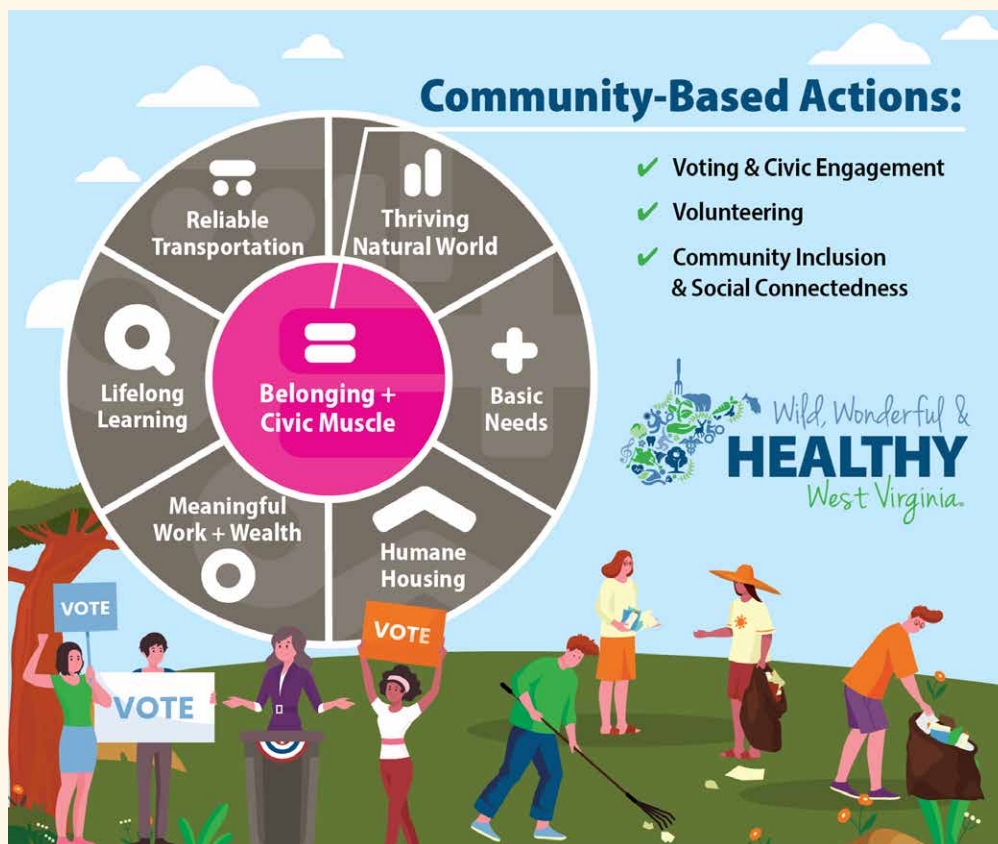 Community-Based Actions:
✓ Voting & Civic Engagement
✓ Volunteering
✓ Community Inclusion
& Social Connectedness
Reliable
Transportation
Thriving
Natural World
Lifelong
Learning
Belonging +
Civic Muscle
Basic
Needs
Meaningful
Work + Wealth
Humane
Housing
Wild, Wonderful &
HEALTHY
West Virginia.
VOTE
VOTE
VOTE